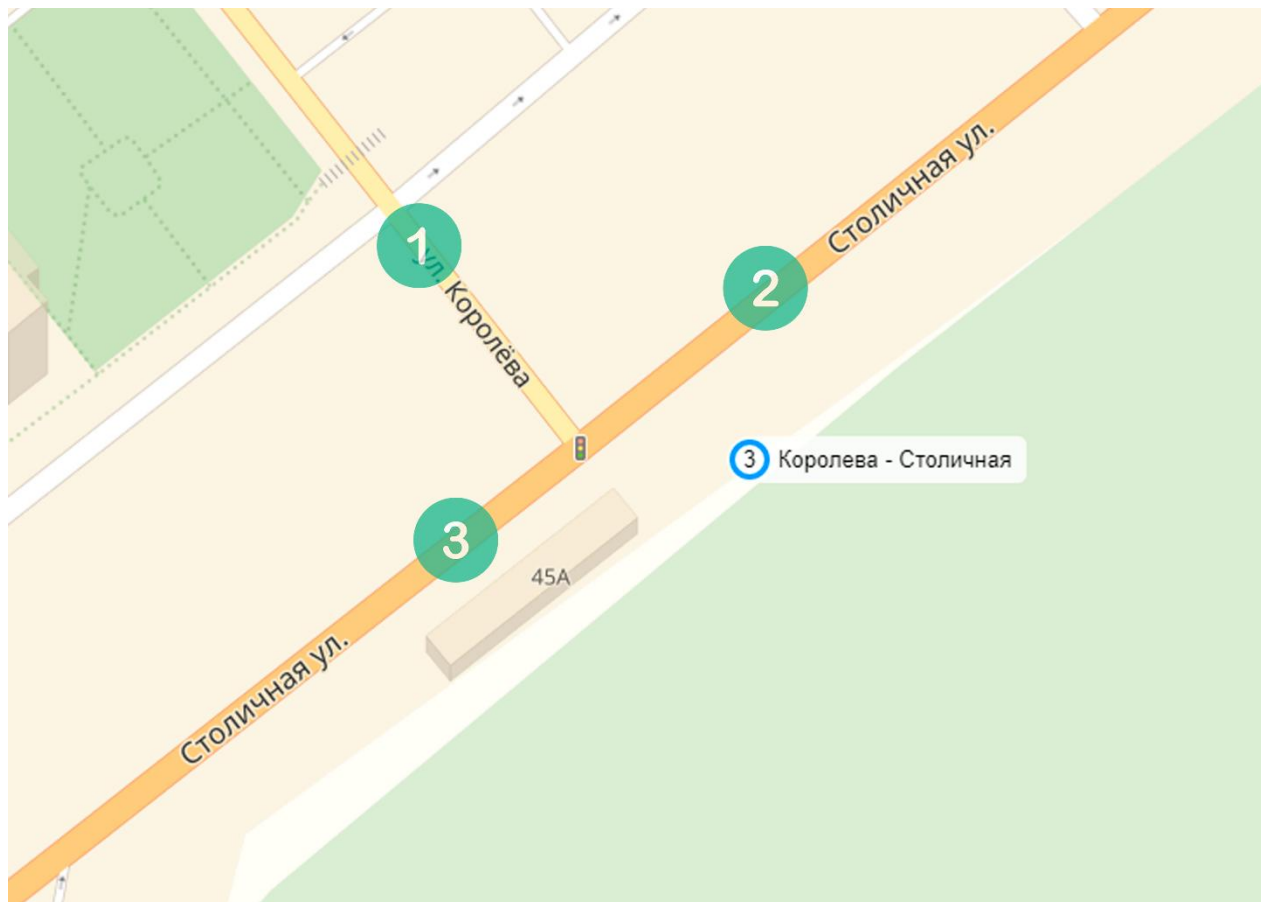 Столичная ул.
1
ул. Королёва
2
3 Королева - Столичная
3
45А
Столичная ул.